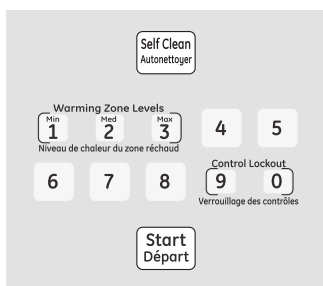 Self Clean
Autonettoyer
Warming Zone Levels
Min Med Max
1 2 3 4 5
Niveau de chaleur du zone réchaud
Control Lockout
6 7 8 9 0
Verrouillage des contrôles
Start
Départ